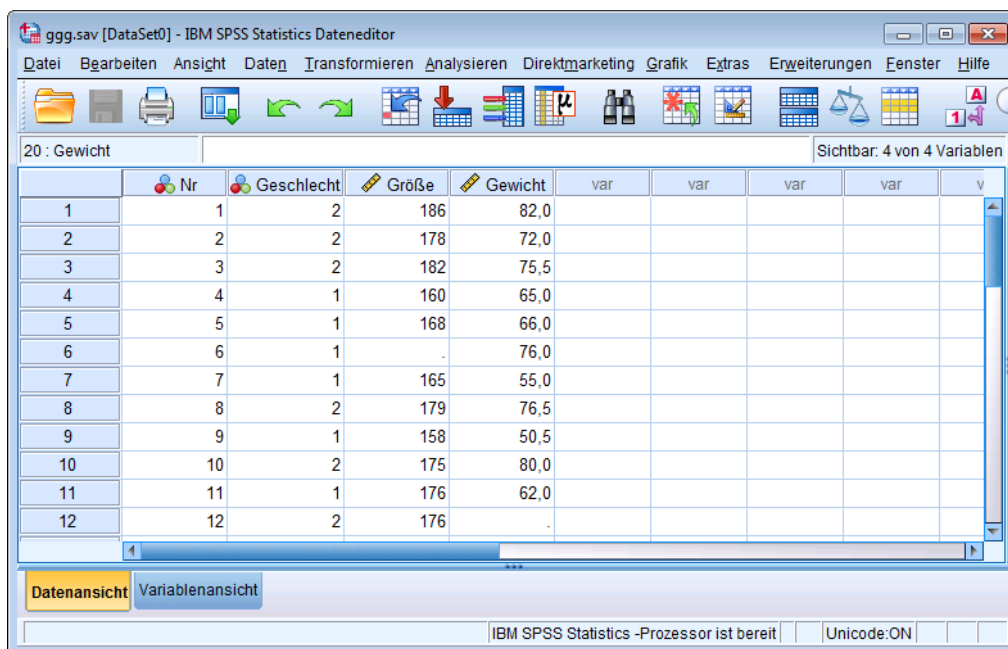 ggg.sav [DataSet0] - IBM SPSS Statistics Dateneditor
Datei Bearbeiten Ansicht Daten Transformieren Analysieren Direktmarketing Grafik Extras Erweiterungen Fenster Hilfe
μ A 1
20 : Gewicht Sichtbar: 4 von 4 Variablen
Nr Geschlecht Größe Gewicht var var var var v
1 1 2 186 82,0
2 2 2 178 72,0
3 3 2 182 75,5
4 4 1 160 65,0
5 5 1 168 66,0
6 6 1 . 76,0
7 7 1 165 55,0
8 8 2 179 76,5
9 9 1 158 50,5
10 10 2 175 80,0
11 11 1 176 62,0
12 12 2 176 .
Datenansicht Variablenansicht
IBM SPSS Statistics -Prozessor ist bereit Unicode:ON